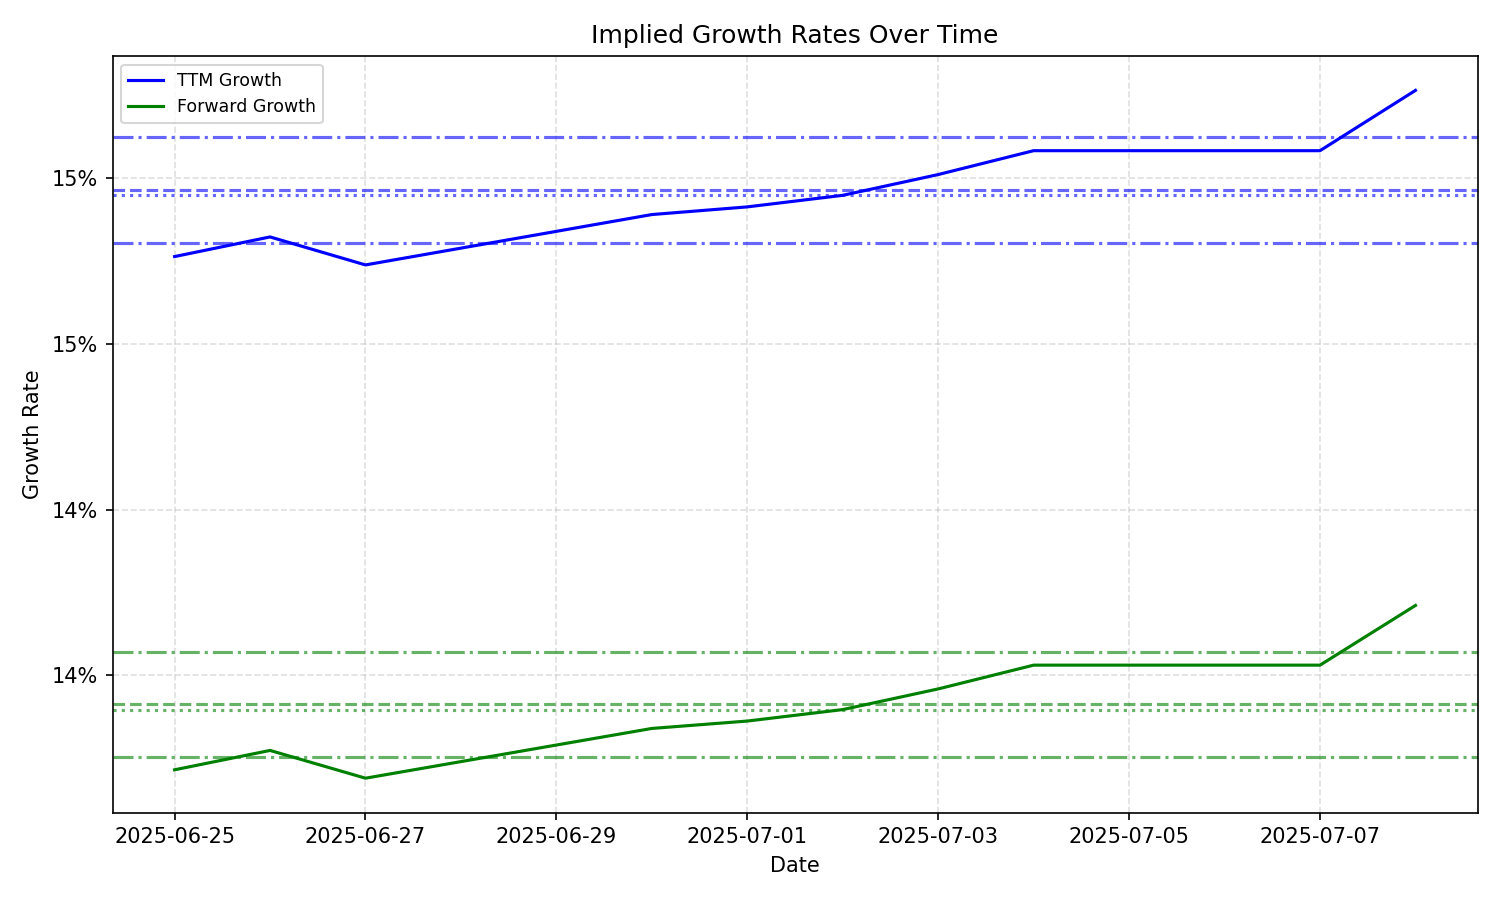 Implied Growth Rates Over Time
TTM Growth
Forward Growth
15%
15%
14%
14%
Growth Rate
2025-06-25
2025-06-27
2025-06-29
2025-07-01
2025-07-03
2025-07-05
2025-07-07
Date